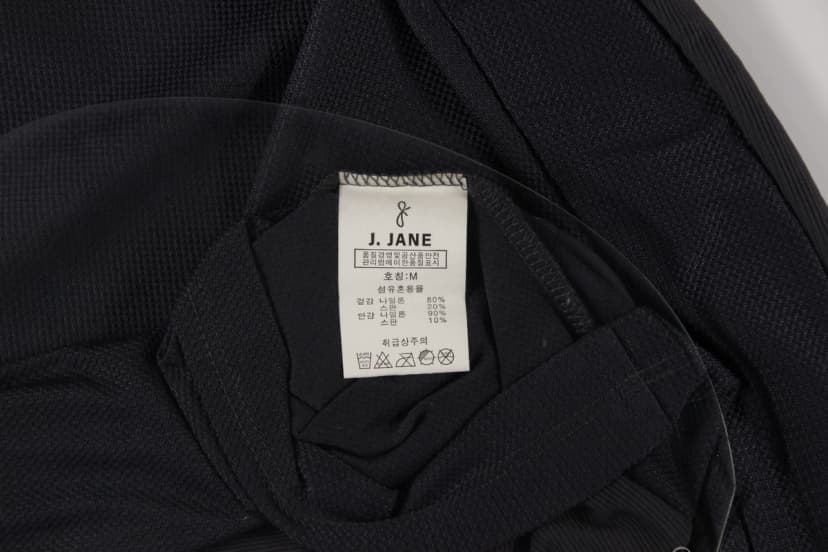 J. JANE
품질경영및공산품안전
관리법에이한품질표시
호칭:M
섬유혼용율
겉감 나일론 80%
스판 20%
안감 나일론 90%
스판 10%
취급상주의